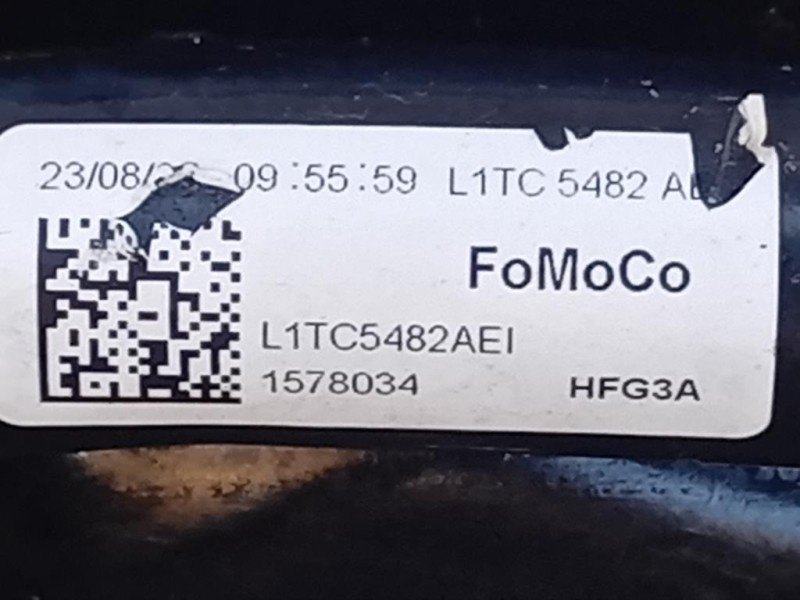 09:55:59 L1TC 5482
FoMoCo
L1TC5482AEI
1578034 HFG3A